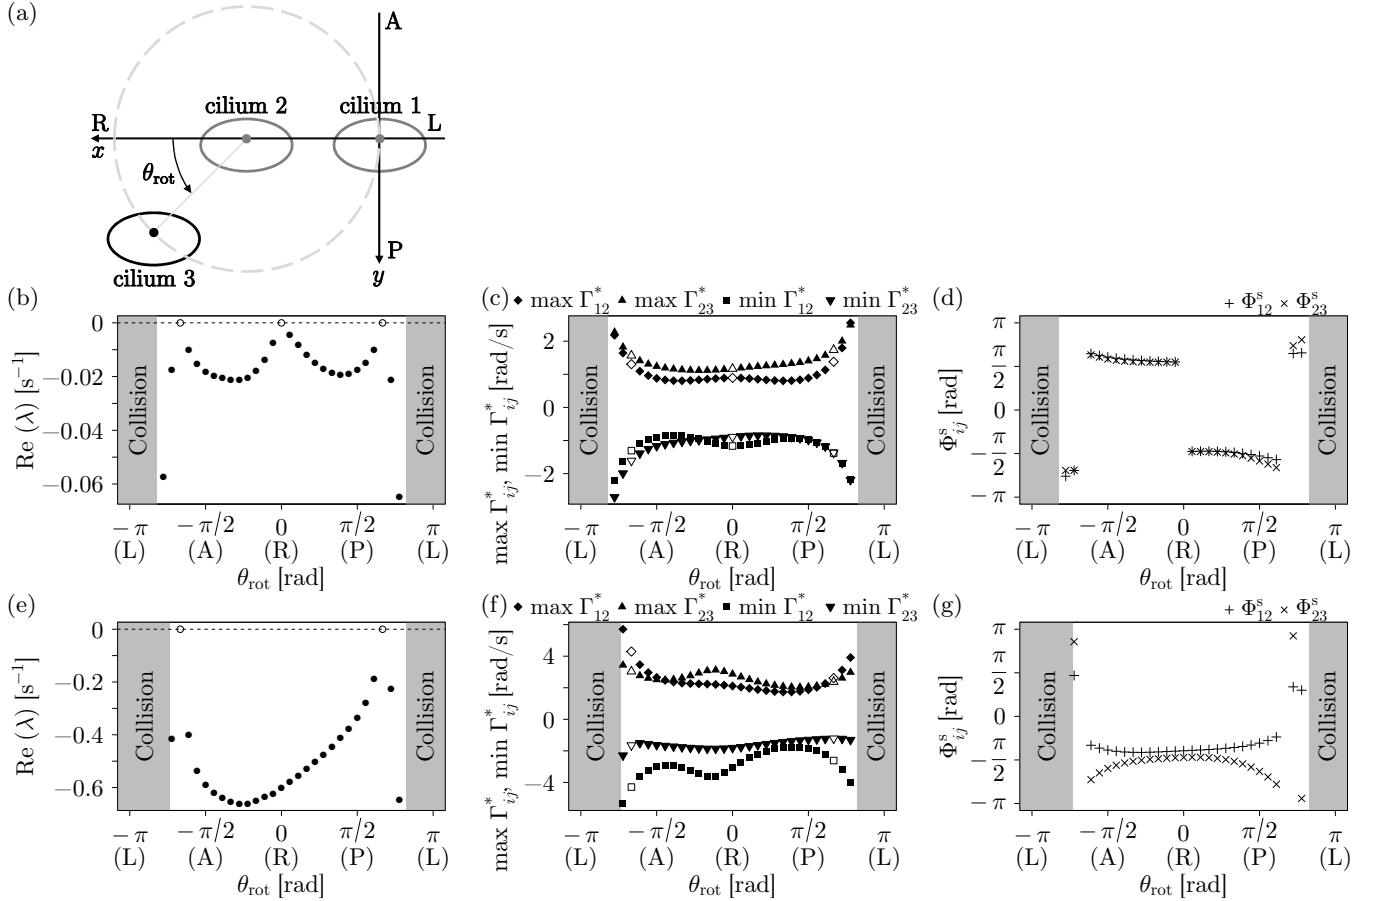 (a)
A
cilium 2
cilium 1
R
L
x
θrot
P
cilium 3
y
(b)
Re (λ) [s⁻¹]
0
−0.02
−0.04
−0.06
Collision
Collision
−π
−π/2
0
π/2
π
(L)
(A)
(R)
(P)
(L)
θrot [rad]
(c)
◆ max Γ*12 ▲ max Γ*23 ■ min Γ*12 ▼ min Γ*23
max Γ*ij, min Γ*ij [rad/s]
2
0
−2
Collision
Collision
−π
−π/2
0
π/2
π
(L)
(A)
(R)
(P)
(L)
θrot [rad]
(d)
+ Φs12 × Φs23
Φsij [rad]
π
π/2
0
−π/2
−π
Collision
Collision
−π
−π/2
0
π/2
π
(L)
(A)
(R)
(P)
(L)
θrot [rad]
(e)
Re (λ) [s⁻¹]
0
−0.2
−0.4
−0.6
Collision
Collision
−π
−π/2
0
π/2
π
(L)
(A)
(R)
(P)
(L)
θrot [rad]
(f)
◆ max Γ*12 ▲ max Γ*23 ■ min Γ*12 ▼ min Γ*23
max Γ*ij, min Γ*ij [rad/s]
4
0
−4
Collision
Collision
−π
−π/2
0
π/2
π
(L)
(A)
(R)
(P)
(L)
θrot [rad]
(g)
+ Φs12 × Φs23
Φsij [rad]
π
π/2
0
−π/2
−π
Collision
Collision
−π
−π/2
0
π/2
π
(L)
(A)
(R)
(P)
(L)
θrot [rad]